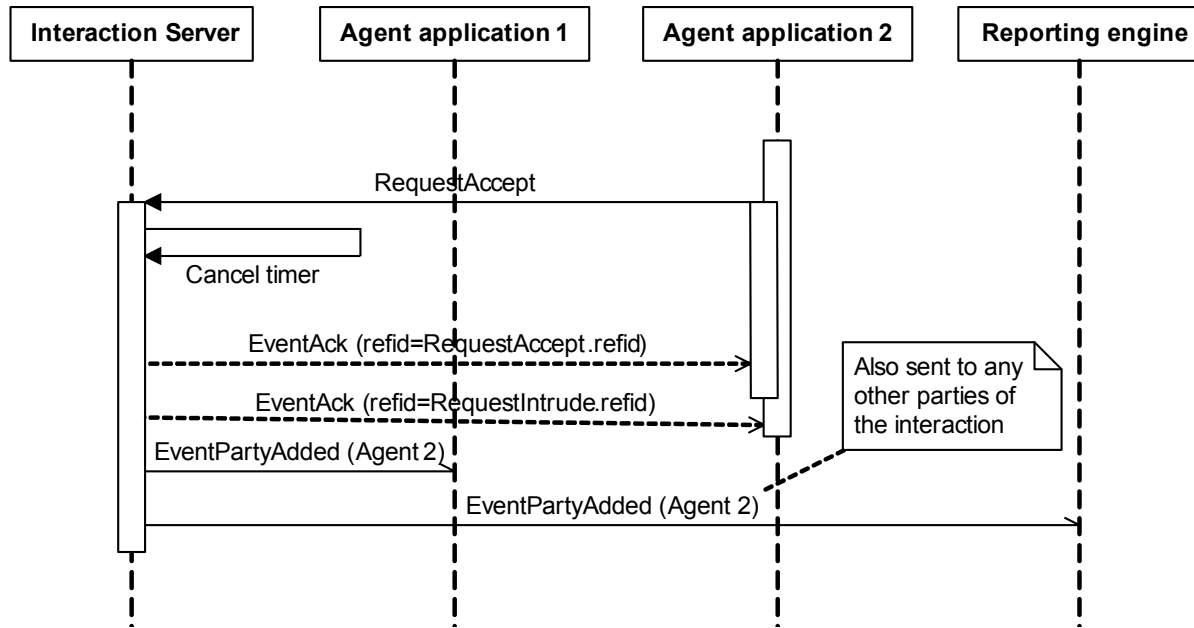 Interaction Server
Agent application 1
Agent application 2
Reporting engine
RequestAccept
Cancel timer
EventAck (refid=RequestAccept.refid)
Also sent to any
other parties of
the interaction
EventAck (refid=RequestIntrude.refid)
EventPartyAdded (Agent 2)
EventPartyAdded (Agent 2)